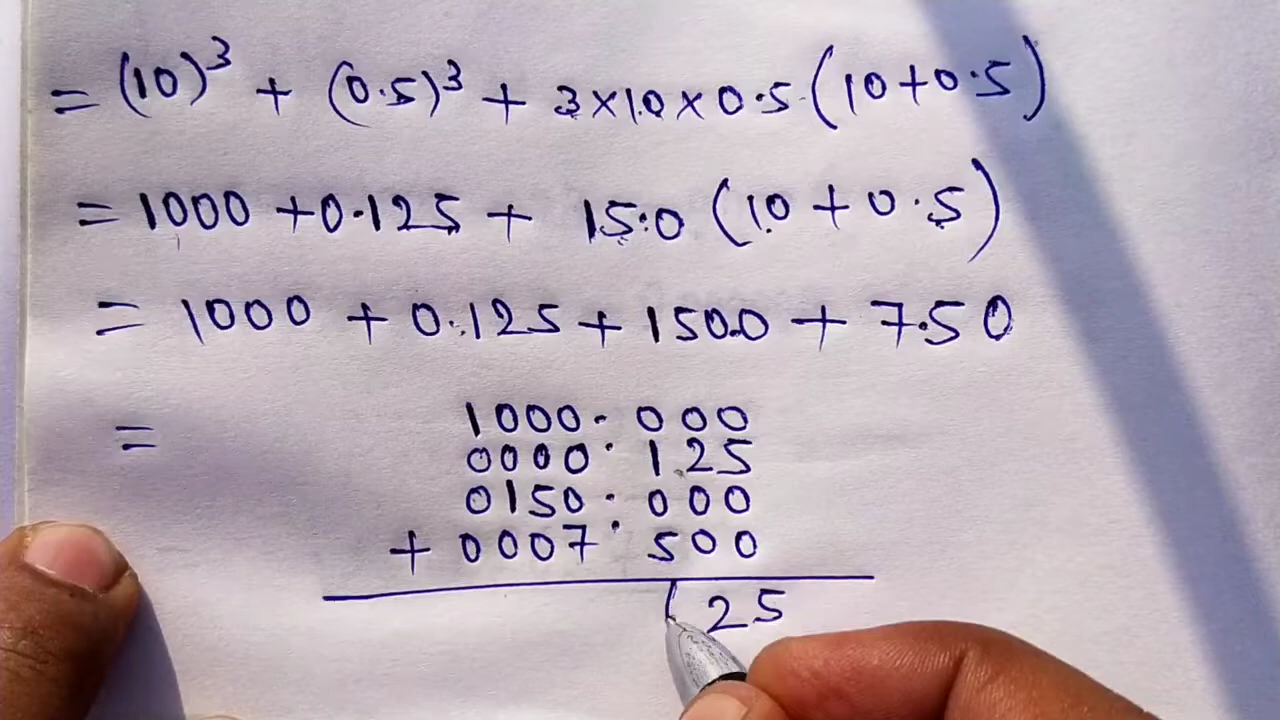 = (10)³ + (0.5)³ + 3×10×0.5 (10+0.5)
= 1000 + 0.125 + 15.0 (10 + 0.5)
= 1000 + 0.125 + 150.0 + 7.50
= 1000.000
0000.125
0150.000
+ 0007.500
25